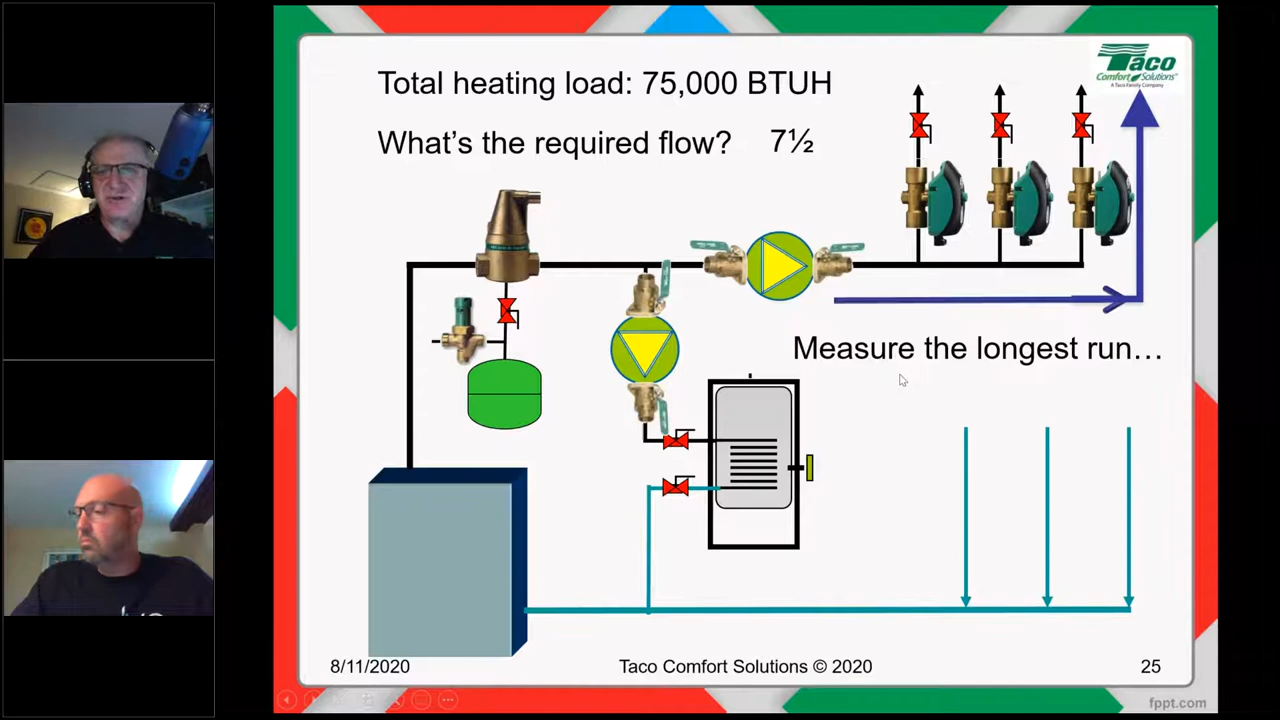 Total heating load: 75,000 BTUH
Taco
Comfort Solutions
A Taco Family Company
What's the required flow? 7½
Measure the longest run…
8/11/2020
Taco Comfort Solutions © 2020
25
fppt.com